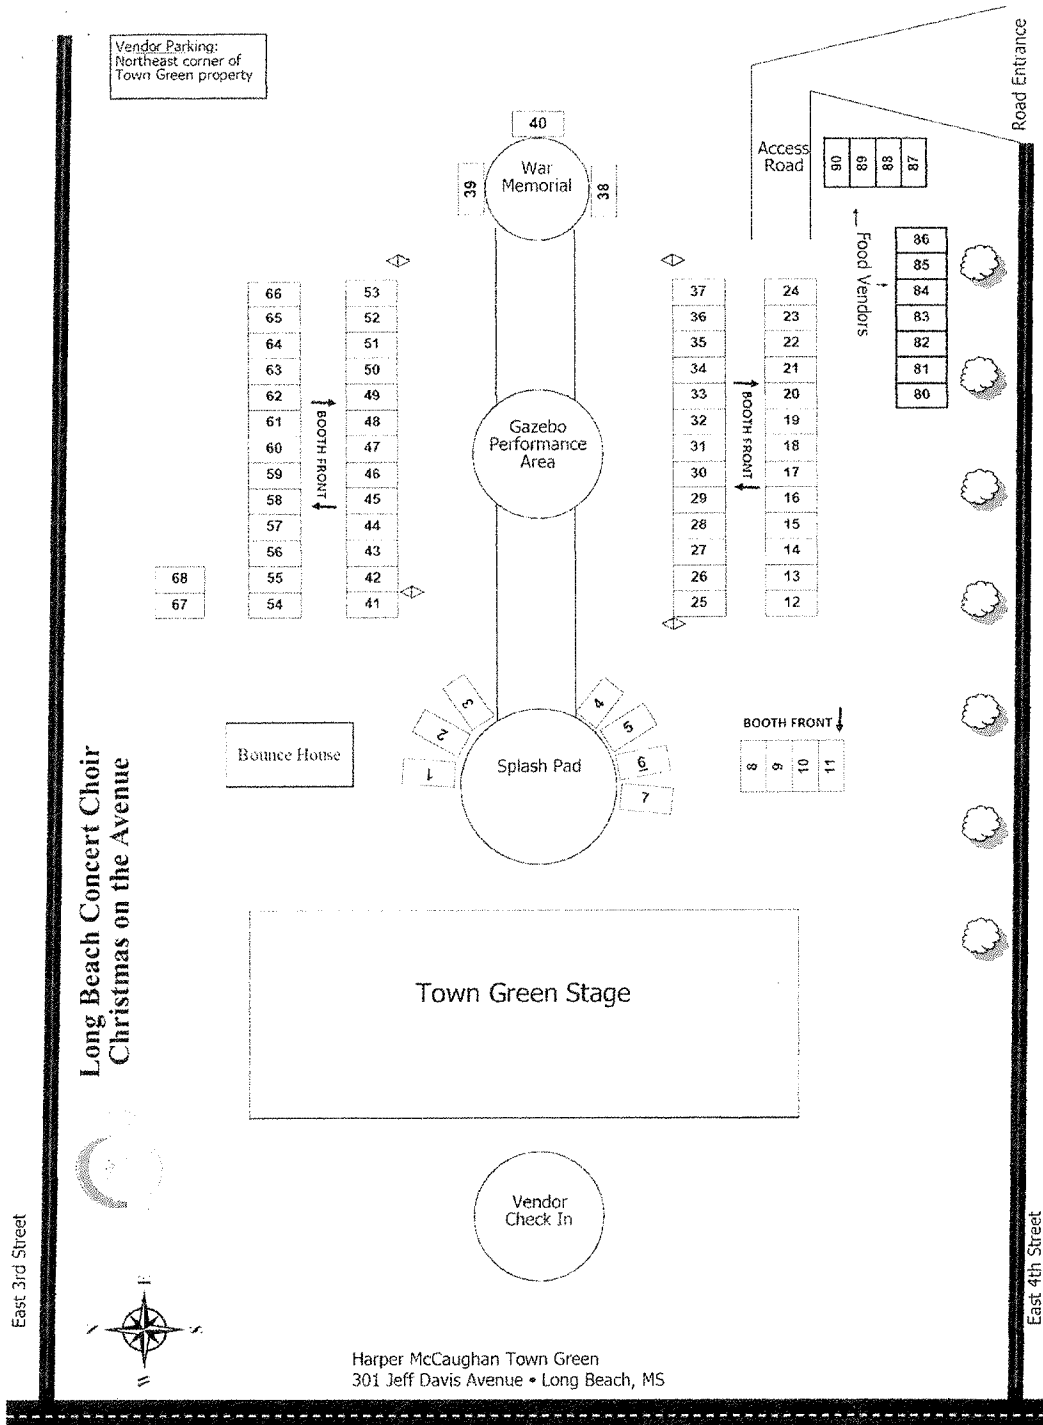 Vendor Parking:
Northeast corner of
Town Green property
Road Entrance
40
War
Memorial
39
38
Access
Road
90
89
88
87
Food Vendors
86
85
84
83
82
81
80
66
65
64
63
62
61
60
59
58
57
56
55
54
BOOTH FRONT
53
52
51
50
49
48
47
46
45
44
43
42
41
68
67
Gazebo
Performance
Area
37
36
35
34
33
32
31
30
29
28
27
26
25
BOOTH FRONT
24
23
22
21
20
19
18
17
16
15
14
13
12
1
2
3
4
5
6
7
Splash Pad
Bounce House
BOOTH FRONT
8
9
10
11
Long Beach Concert Choir
Christmas on the Avenue
Town Green Stage
Vendor
Check In
East 3rd Street
East 4th Street
E
Harper McCaughan Town Green
301 Jeff Davis Avenue • Long Beach, MS